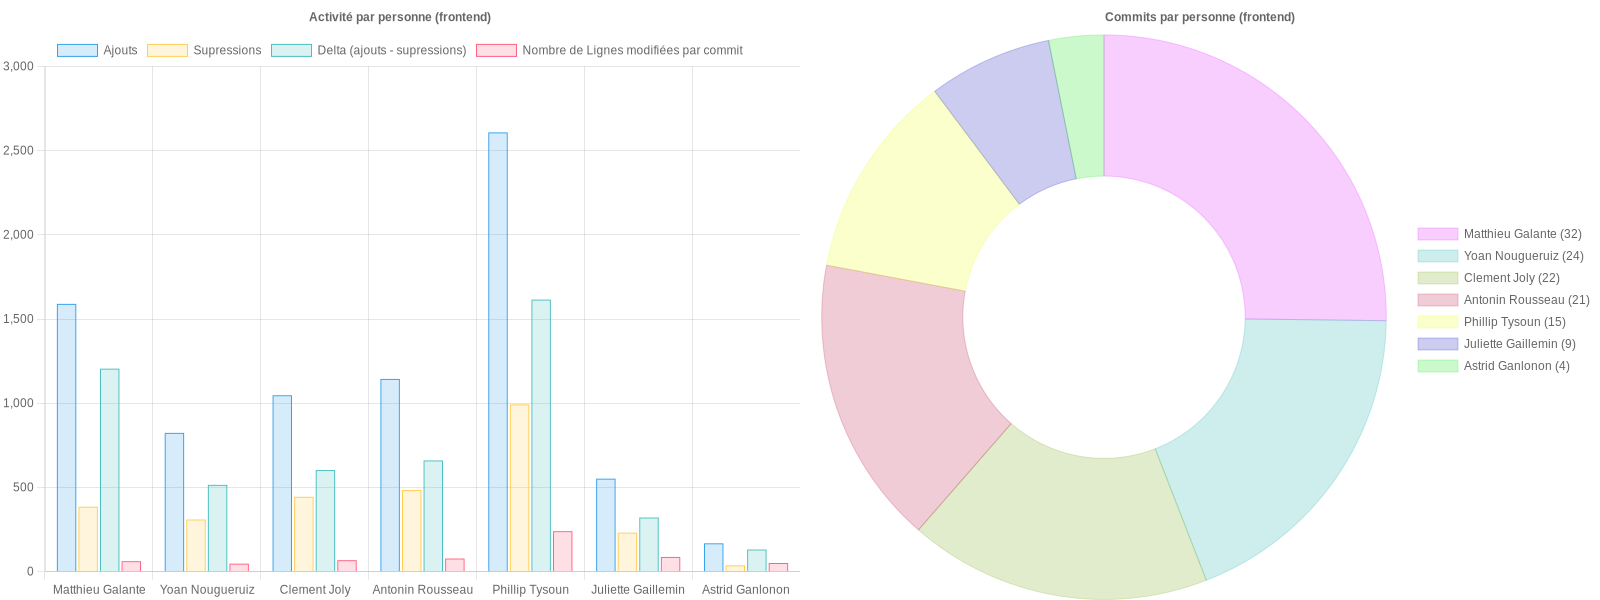 Activité par personne (frontend)
Ajouts Supressions Delta (ajouts - supressions) Nombre de Lignes modifiées par commit
3,000
2,500
2,000
1,500
1,000
500
0
Matthieu Galante Yoan Nougueruiz Clement Joly Antonin Rousseau Phillip Tysoun Juliette Gaillemin Astrid Ganlonon
Commits par personne (frontend)
Matthieu Galante (32)
Yoan Nougueruiz (24)
Clement Joly (22)
Antonin Rousseau (21)
Phillip Tysoun (15)
Juliette Gaillemin (9)
Astrid Ganlonon (4)